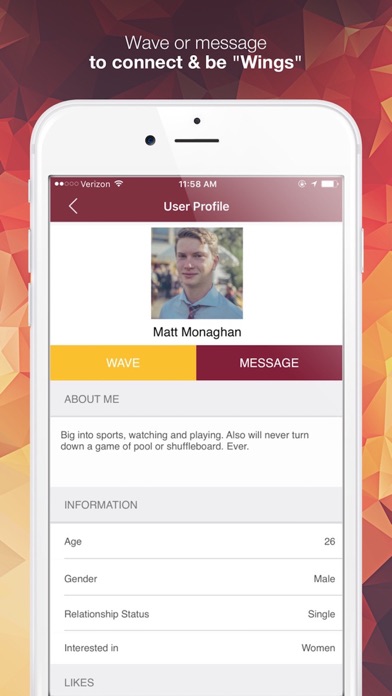 Wave or message
to connect & be "Wings"
Verizon 11:58 AM
User Profile
Matt Monaghan
WAVE MESSAGE
ABOUT ME
Big into sports, watching and playing. Also will never turn
down a game of pool or shuffleboard. Ever.
INFORMATION
Age 26
Gender Male
Relationship Status Single
Interested in Women
LIKES